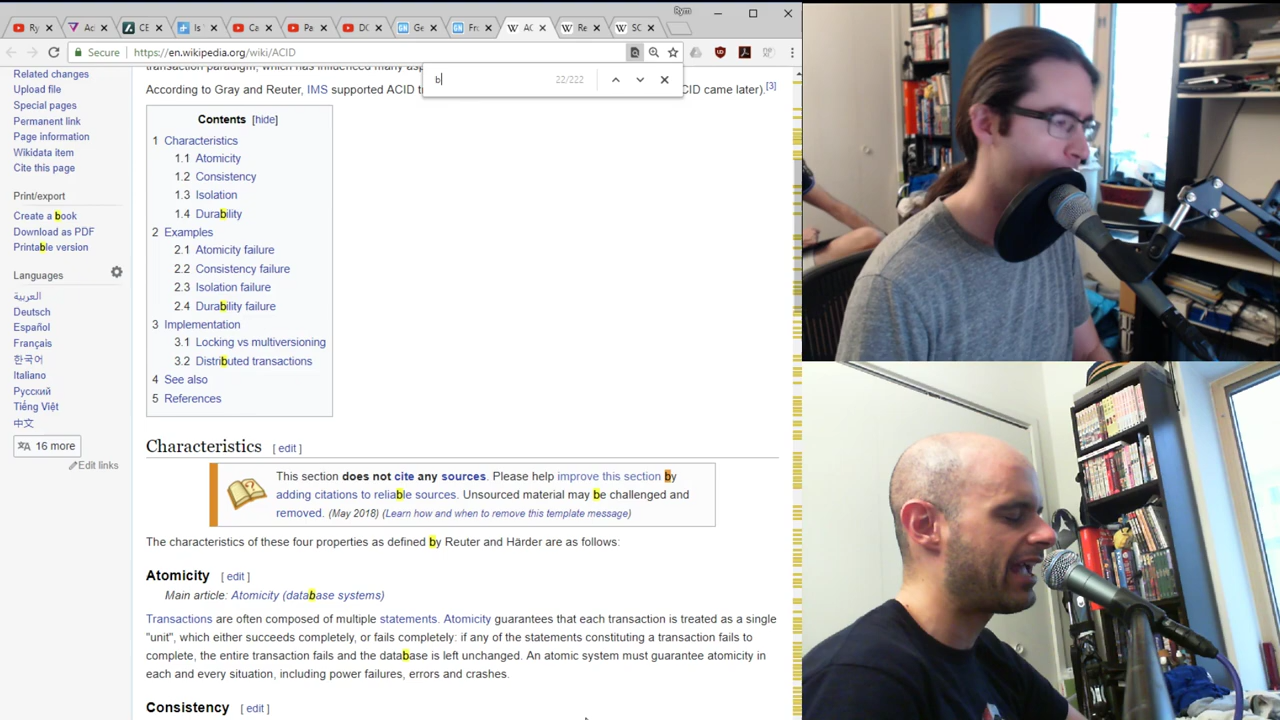 Ry
Ad
CE
Is
Ca
Pa
DC
Ge
Fr
AC
Re
SC
Secure
https://en.wikipedia.org/wiki/ACID
b
22/222
According to Gray and Reuter, IMS supported ACID t
CID came later).[3]
Related changes
Upload file
Special pages
Permanent link
Page information
Wikidata item
Cite this page
Print/export
Create a book
Download as PDF
Printable version
Languages
العربية
Deutsch
Español
Français
한국어
Italiano
Русский
Tiếng Việt
中文
16 more
Edit links
Contents [hide]
1 Characteristics
1.1 Atomicity
1.2 Consistency
1.3 Isolation
1.4 Durability
2 Examples
2.1 Atomicity failure
2.2 Consistency failure
2.3 Isolation failure
2.4 Durability failure
3 Implementation
3.1 Locking vs multiversioning
3.2 Distributed transactions
4 See also
5 References
Characteristics [edit]
This section does not cite any sources. Please help improve this section by
adding citations to reliable sources. Unsourced material may be challenged and
removed. (May 2018) (Learn how and when to remove this template message)
The characteristics of these four properties as defined by Reuter and Härder are as follows:
Atomicity [edit]
Main article: Atomicity (database systems)
Transactions are often composed of multiple statements. Atomicity guarantees that each transaction is treated as a single
"unit", which either succeeds completely, or fails completely: if any of the statements constituting a transaction fails to
complete, the entire transaction fails and the database is left unchanged. An atomic system must guarantee atomicity in
each and every situation, including power failures, errors and crashes.
Consistency [edit]